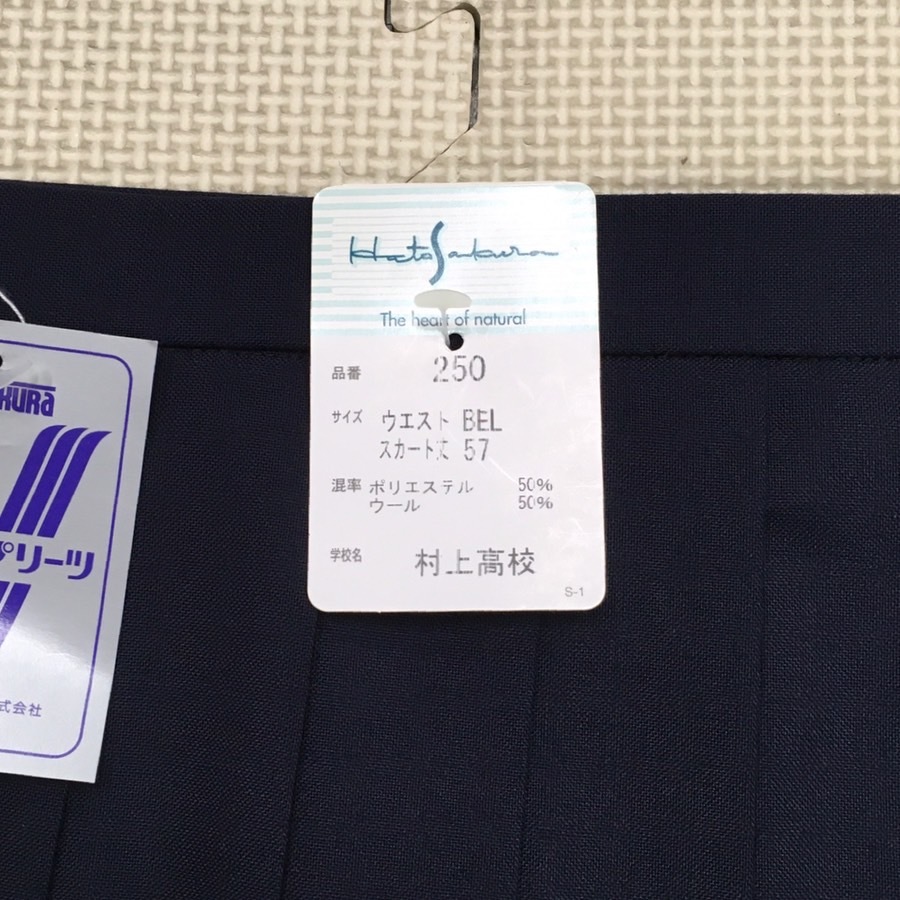 HatoSakura
The heart of natural
品番 250
サイズ ウエスト BEL
スカート丈 57
混率 ポリエステル 50%
ウール 50%
学校名 村上高校
S-1
KURa
プリーツ
式会社